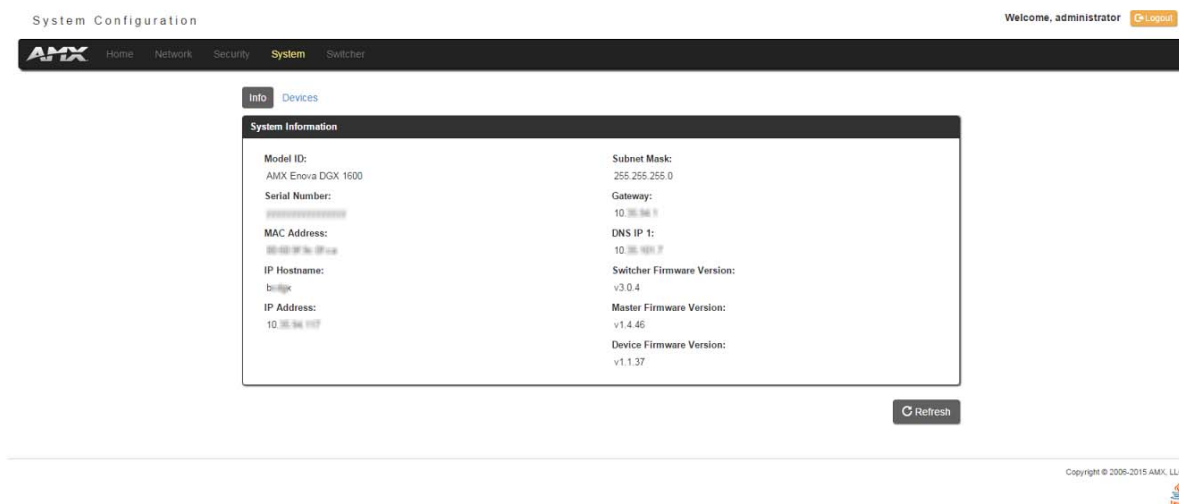 System Configuration
Welcome, administrator Logout
AMX Home Network Security System Switcher
Info Devices
System Information
Model ID:
AMX Enova DGX 1600
Serial Number:
MAC Address:
IP Hostname:
IP Address:
10.
Subnet Mask:
255.255.255.0
Gateway:
10.
DNS IP 1:
10.
Switcher Firmware Version:
v3.0.4
Master Firmware Version:
v1.4.46
Device Firmware Version:
v1.1.37
Refresh
Copyright © 2006-2015 AMX, LL